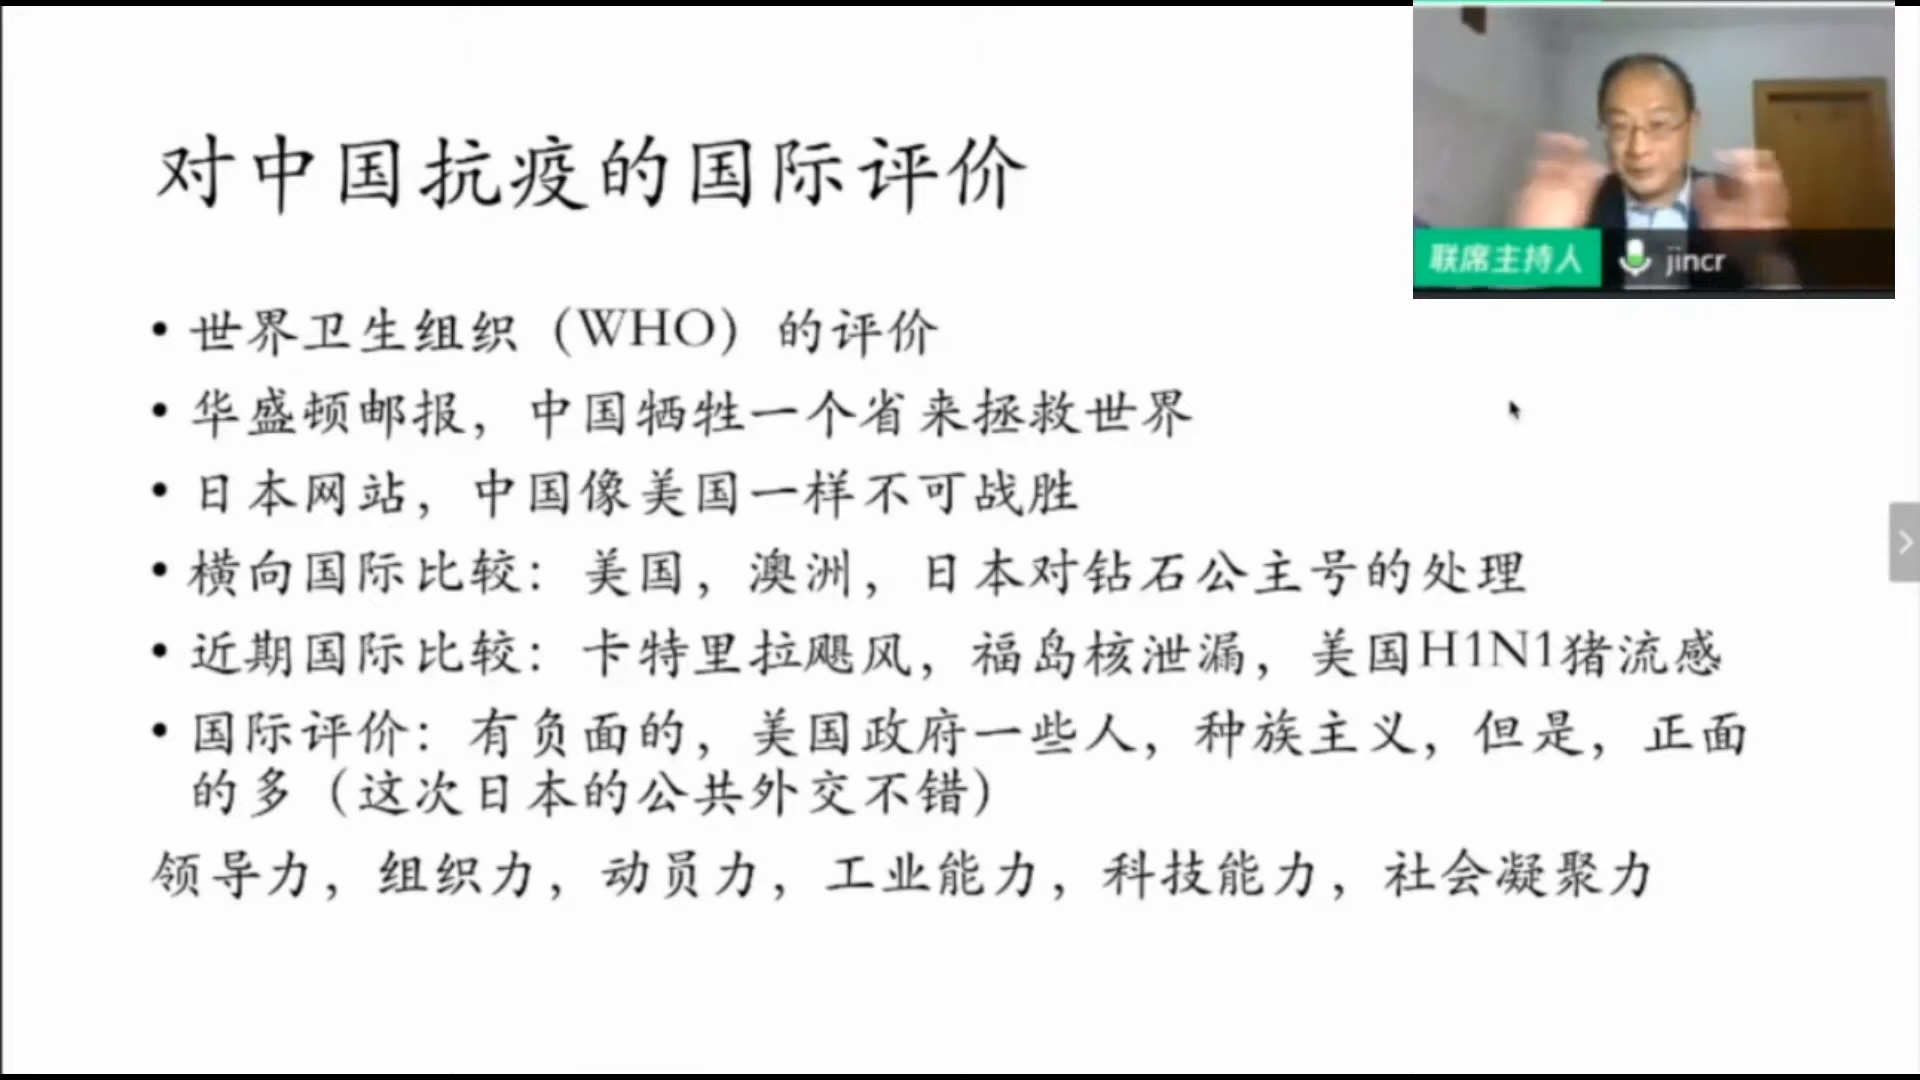 对中国抗疫的国际评价
联席主持人 jincr
• 世界卫生组织（WHO）的评价
• 华盛顿邮报，中国牺牲一个省来拯救世界
• 日本网站，中国像美国一样不可战胜
• 横向国际比较：美国，澳洲，日本对钻石公主号的处理
• 近期国际比较：卡特里拉飓风，福岛核泄漏，美国H1N1猪流感
• 国际评价：有负面的，美国政府一些人，种族主义，但是，正面
的多（这次日本的公共外交不错）
领导力，组织力，动员力，工业能力，科技能力，社会凝聚力